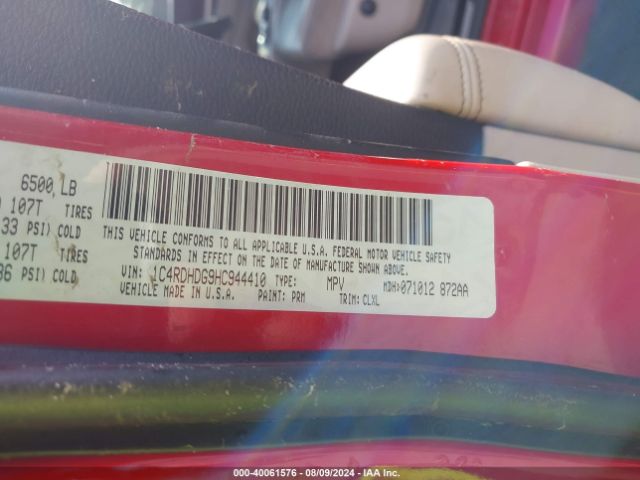 6500 LB
107T TIRES
33 PSI) COLD
107T TIRES
36 PSI) COLD
THIS VEHICLE CONFORMS TO ALL APPLICABLE U.S.A. FEDERAL MOTOR VEHICLE SAFETY
STANDARDS IN EFFECT ON THE DATE OF MANUFACTURE SHOWN ABOVE.
VIN: 1C4RDHDG9HC944410 TYPE: MPV MDH:071012 872AA
VEHICLE MADE IN U.S.A. PAINT: PRM TRIM: CLXL
000-40061576 - 08/09/2024 - IAA Inc.